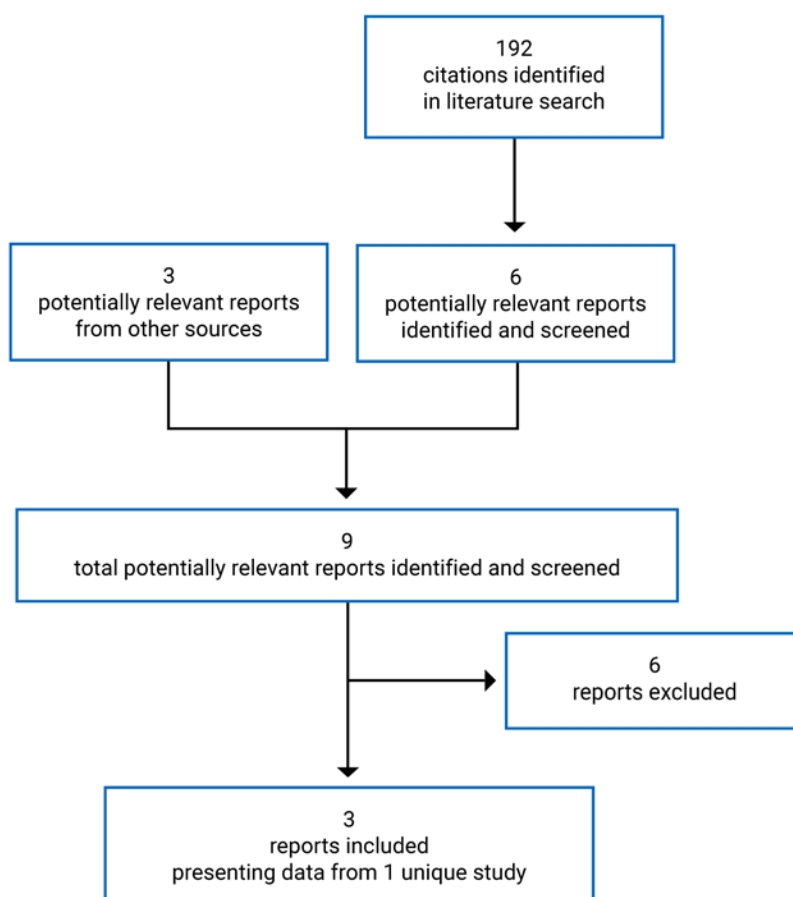 192
citations identified
in literature search
3
potentially relevant reports
from other sources
6
potentially relevant reports
identified and screened
9
total potentially relevant reports identified and screened
6
reports excluded
3
reports included
presenting data from 1 unique study